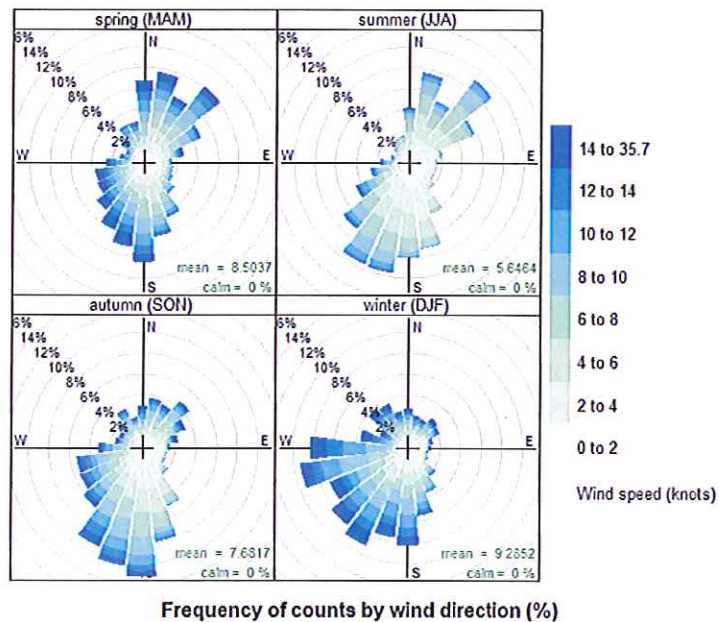 spring (MAM)
6%
14%
12%
10%
8%
6%
4%
2%
N
W
E
S
mean = 8.5037
calm = 0 %
summer (JJA)
6%
14%
12%
10%
8%
6%
4%
2%
N
W
E
S
mean = 5.6464
calm = 0 %
autumn (SON)
6%
14%
12%
10%
8%
6%
4%
2%
N
W
E
S
mean = 7.6817
calm = 0 %
winter (DJF)
6%
14%
12%
10%
8%
6%
4%
2%
N
W
E
S
mean = 9.2652
calm = 0 %
14 to 35.7
12 to 14
10 to 12
8 to 10
6 to 8
4 to 6
2 to 4
0 to 2
Wind speed (knots)
Frequency of counts by wind direction (%)